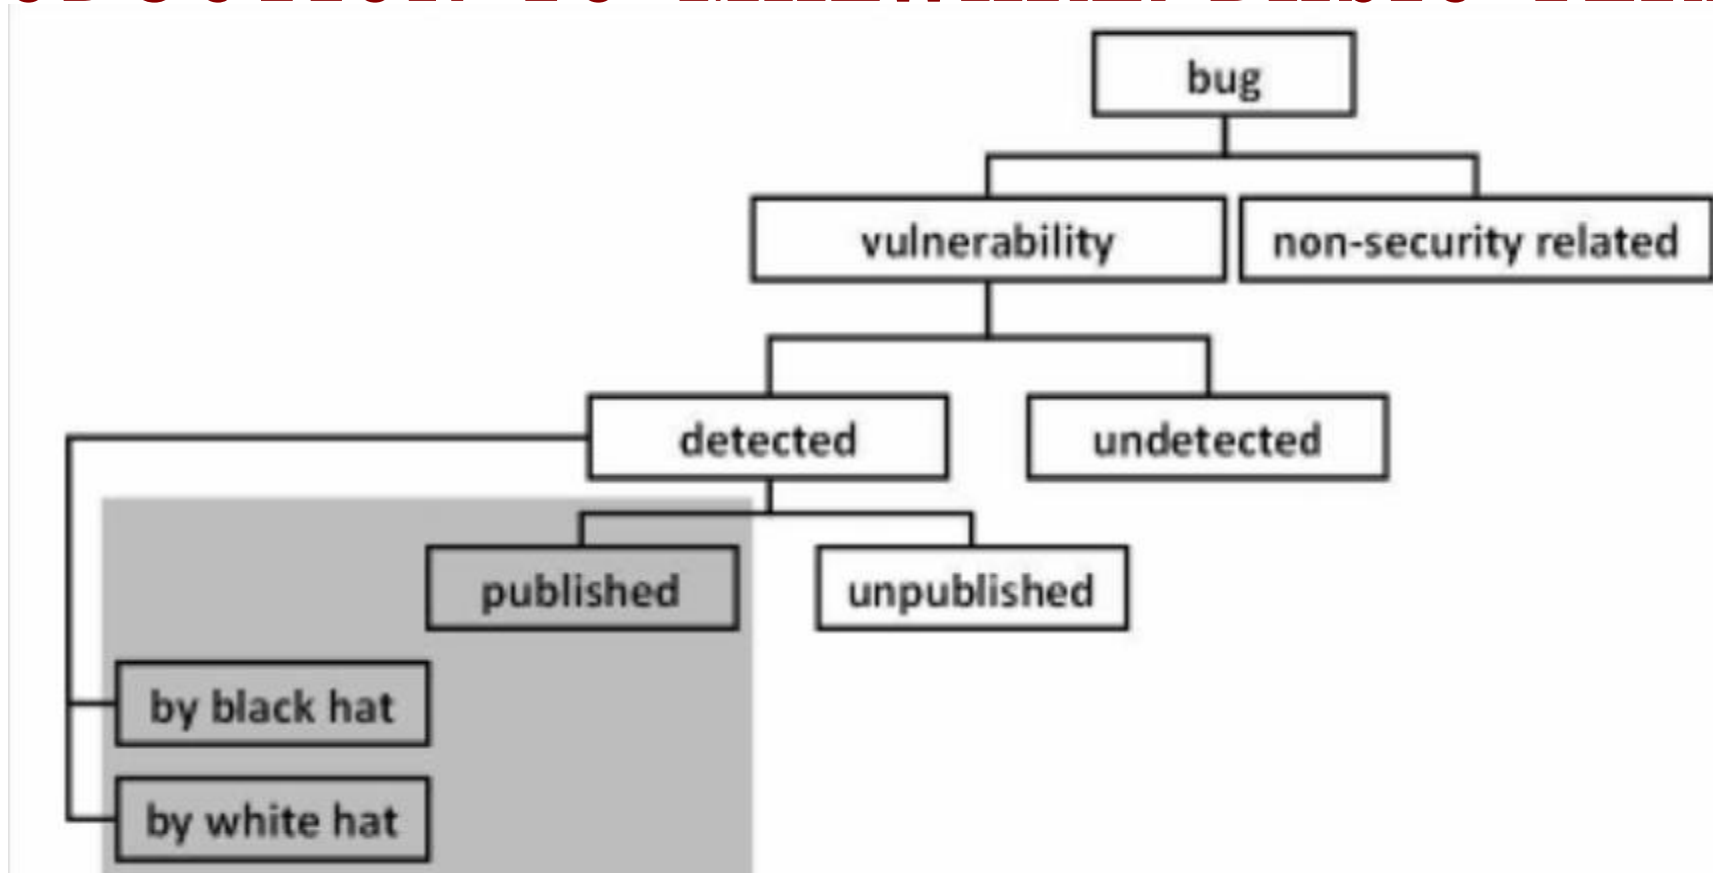 bug
vulnerability
non-security related
detected
undetected
published
unpublished
by black hat
by white hat